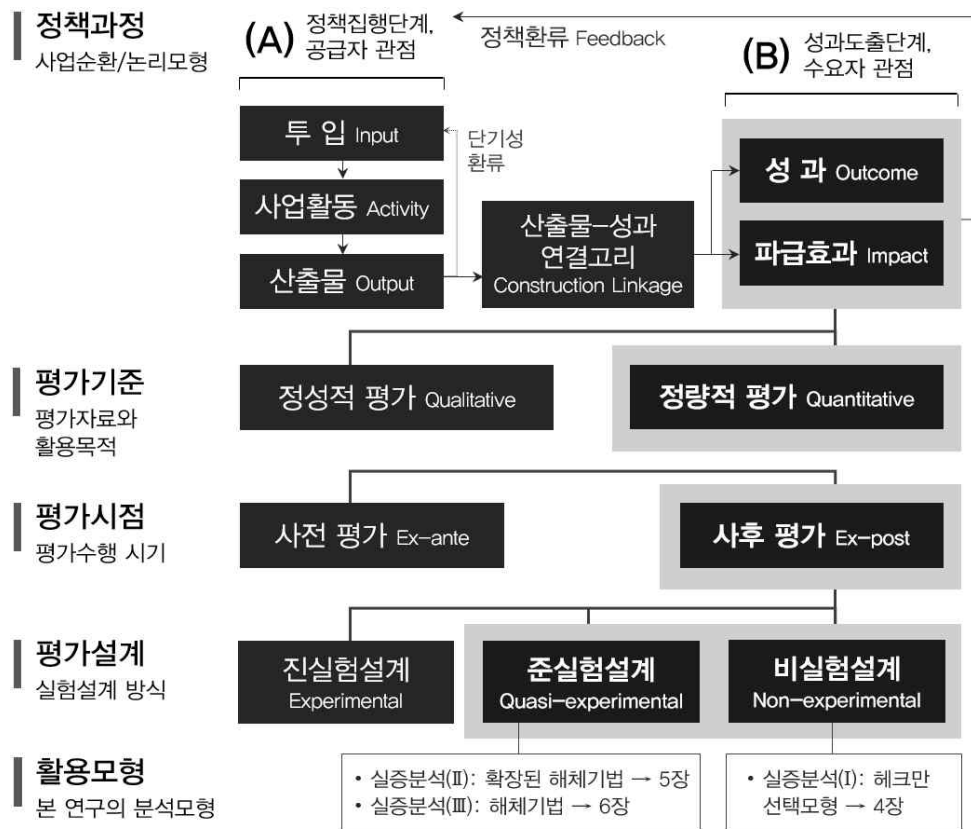 정책과정
사업순환/논리모형
(A) 정책집행단계,
공급자 관점
정책환류 Feedback
(B) 성과도출단계,
수요자 관점
투 입 Input
단기성
환류
사업활동 Activity
산출물 Output
산출물–성과
연결고리
Construction Linkage
성 과 Outcome
파급효과 Impact
평가기준
평가자료와
활용목적
정성적 평가 Qualitative
정량적 평가 Quantitative
평가시점
평가수행 시기
사전 평가 Ex–ante
사후 평가 Ex–post
평가설계
실험설계 방식
진실험설계
Experimental
준실험설계
Quasi–experimental
비실험설계
Non–experimental
활용모형
본 연구의 분석모형
• 실증분석(Ⅱ): 확장된 해체기법 → 5장
• 실증분석(Ⅲ): 해체기법 → 6장
• 실증분석(Ⅰ): 헤크만
선택모형 → 4장